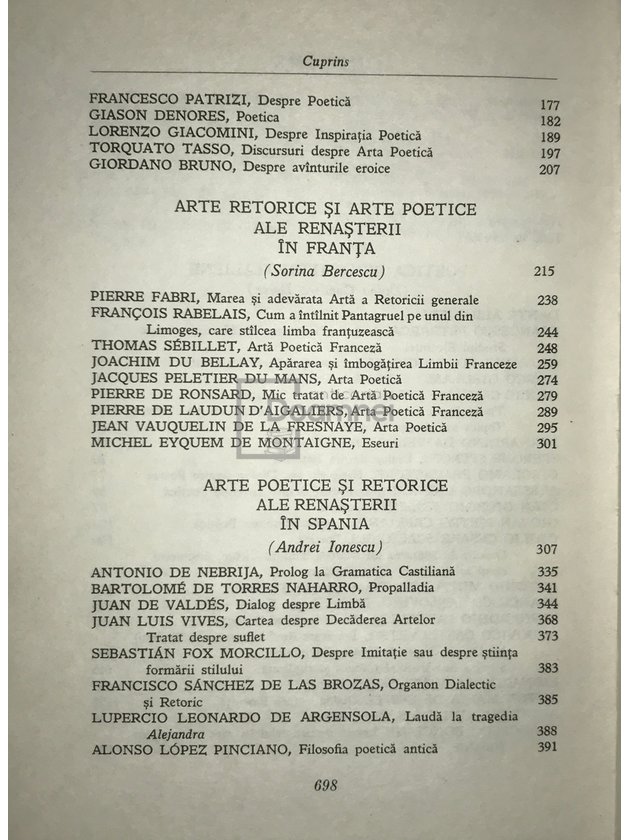 Cuprins
FRANCESCO PATRIZI, Despre Poetică 177
GIASON DENORES, Poetica 182
LORENZO GIACOMINI, Despre Inspirația Poetică 189
TORQUATO TASSO, Discursuri despre Arta Poetică 197
GIORDANO BRUNO, Despre avînturile eroice 207
ARTE RETORICE ȘI ARTE POETICE
ALE RENAȘTERII
ÎN FRANȚA
(Sorina Bercescu) 215
PIERRE FABRI, Marea și adevărata Artă a Retoricii generale 238
FRANÇOIS RABELAIS, Cum a întîlnit Pantagruel pe unul din
Limoges, care stîlcea limba franțuzească 244
THOMAS SÉBILLET, Artă Poetică Franceză 248
JOACHIM DU BELLAY, Apărarea și îmbogățirea Limbii Franceze 259
JACQUES PELETIER DU MANS, Arta Poetică 274
PIERRE DE RONSARD, Mic tratat de Artă Poetică Franceză 279
PIERRE DE LAUDUN D'AIGALIERS, Arta Poetică Franceză 289
JEAN VAUQUELIN DE LA FRESNAYE, Arta Poetică 295
MICHEL EYQUEM DE MONTAIGNE, Eseuri 301
ARTE POETICE ȘI RETORICE
ALE RENAȘTERII
ÎN SPANIA
(Andrei Ionescu) 307
ANTONIO DE NEBRIJA, Prolog la Gramatica Castiliană 335
BARTOLOMÉ DE TORRES NAHARRO, Propalladia 341
JUAN DE VALDÉS, Dialog despre Limbă 344
JUAN LUIS VIVES, Cartea despre Decăderea Artelor 368
Tratat despre suflet 373
SEBASTIÁN FOX MORCILLO, Despre Imitație sau despre știința
formării stilului 383
FRANCISCO SÁNCHEZ DE LAS BROZAS, Organon Dialectic
și Retoric 385
LUPERCIO LEONARDO DE ARGENSOLA, Laudă la tragedia
Alejandra 388
ALONSO LÓPEZ PINCIANO, Filosofia poetică antică 391
698